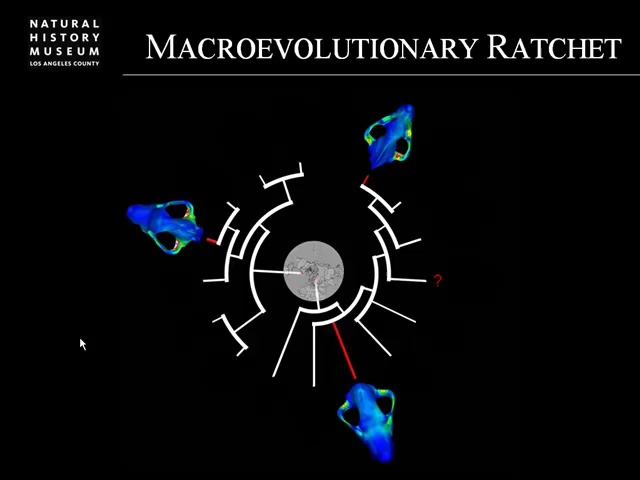 NATURAL
HISTORY
MUSEUM
LOS ANGELES COUNTY
MACROEVOLUTIONARY RATCHET
?